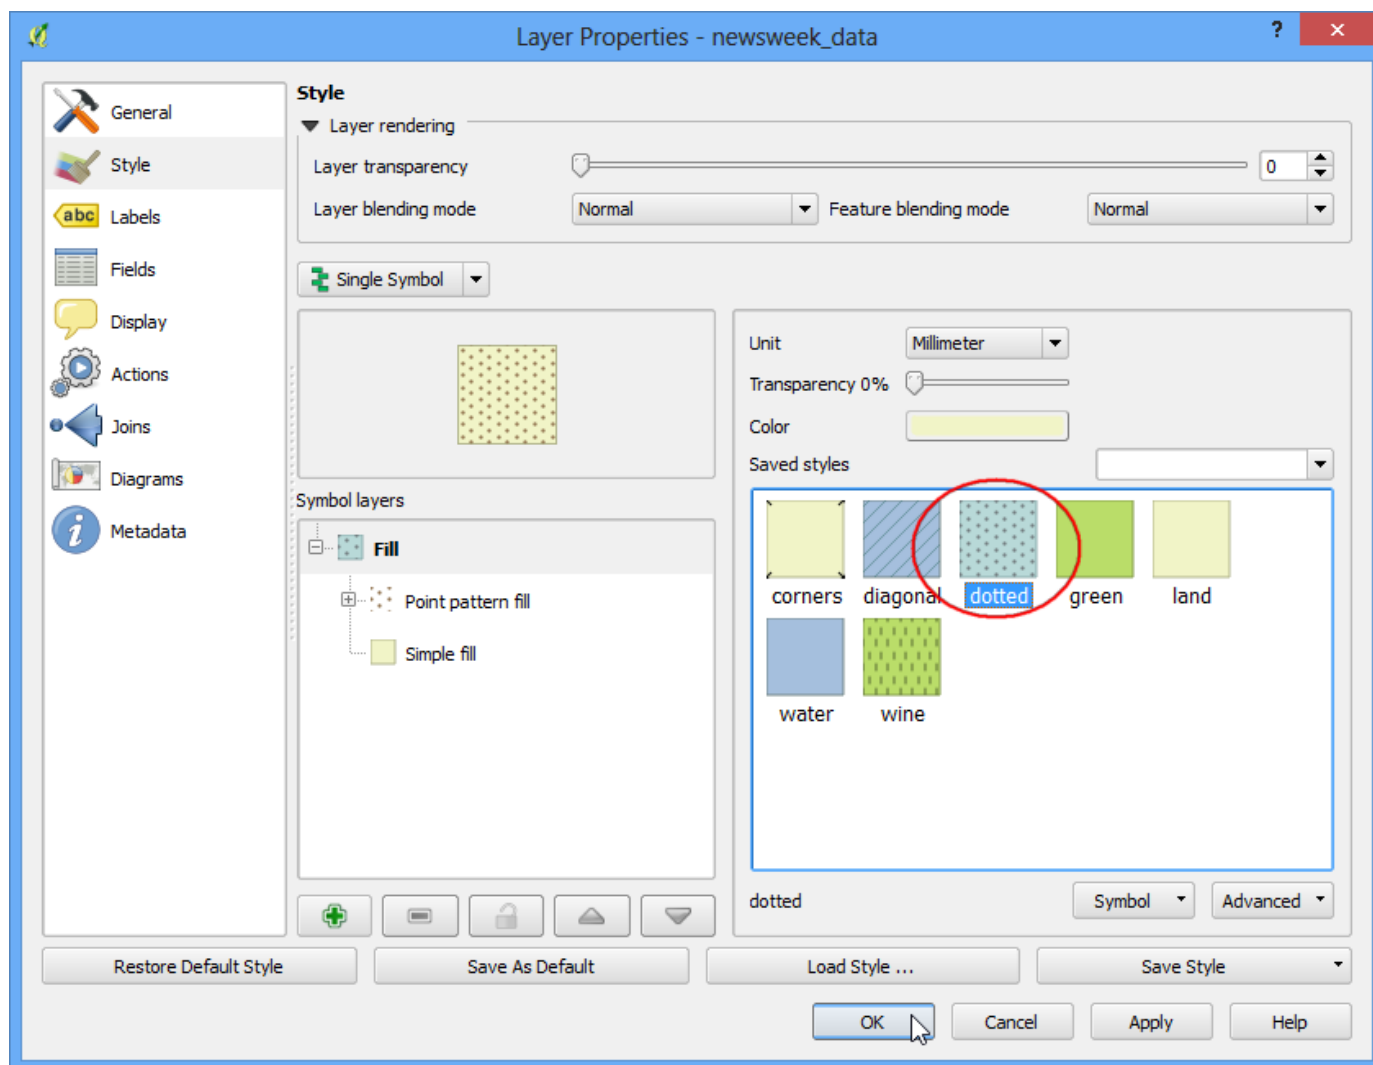 Layer Properties - newsweek_data
?
General
Style
Labels
abc
Fields
Display
Actions
Joins
Diagrams
Metadata
Style
Layer rendering
Layer transparency
0
Layer blending mode
Normal
Feature blending mode
Normal
Single Symbol
Unit
Millimeter
Transparency 0%
Color
Saved styles
Symbol layers
Fill
Point pattern fill
Simple fill
corners diagonal dotted green land
water wine
dotted
Symbol
Advanced
Restore Default Style
Save As Default
Load Style ...
Save Style
OK
Cancel
Apply
Help